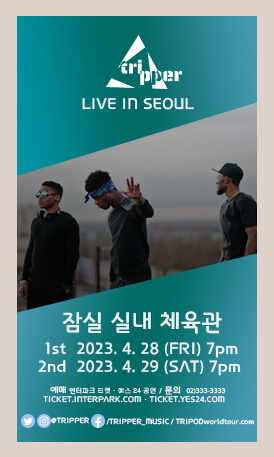 tripper
LIVE IN SEOUL
잠실 실내 체육관
1st 2023. 4. 28 (FRI) 7pm
2nd 2023. 4. 29 (SAT) 7pm
예매 인터파크 티켓 · 예스 24 공연 / 문의 02)333-3333
TICKET.INTERPARK.COM · TICKET.YES24.COM
@TRIPPER /TRIPPER_MUSIC / TRIPODworldtour.com